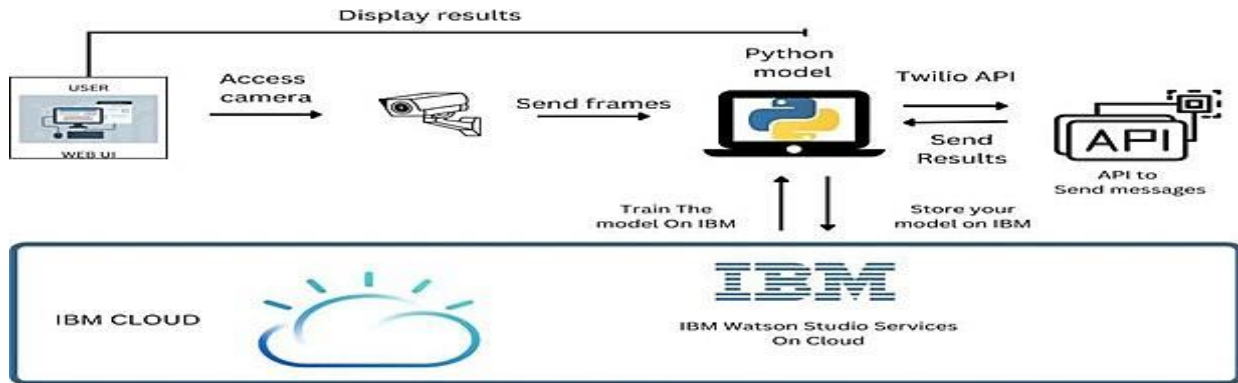 Display results
USER
WEB UI
Access
camera
Send frames
Python
model
Twilio API
Send
Results
API
API to
Send messages
Train The
model On IBM
Store your
model on IBM
IBM CLOUD
IBM
IBM Watson Studio Services
On Cloud